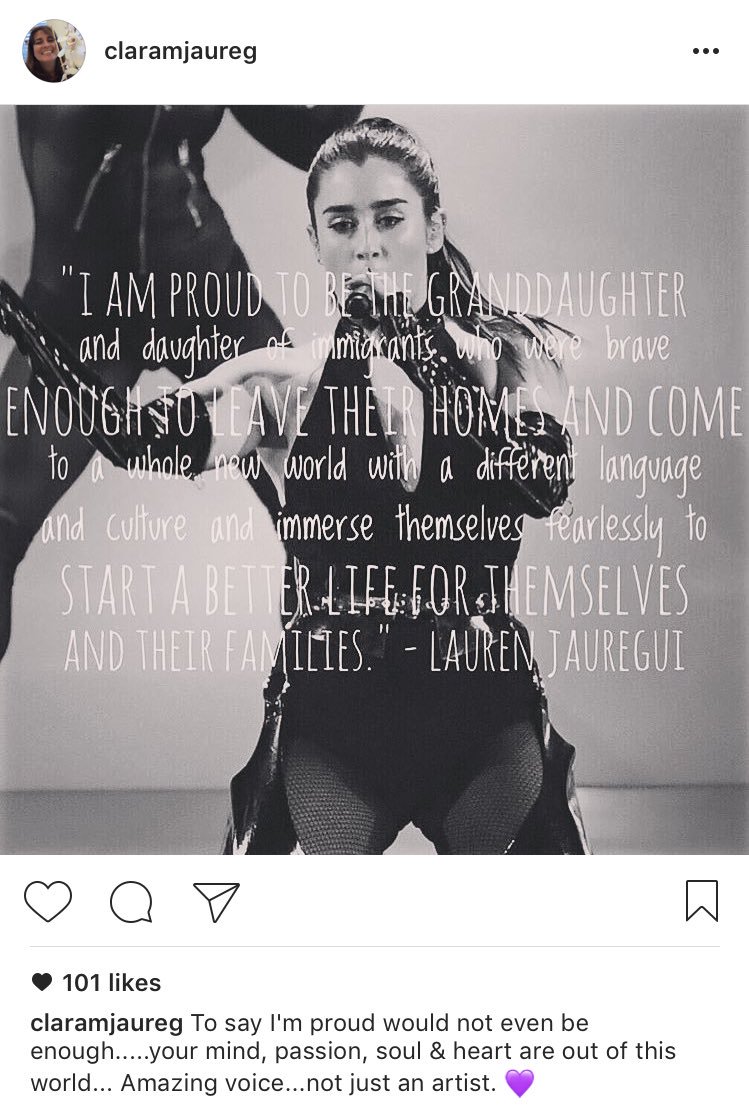 claramjaureg
"I AM PROUD TO BE THE GRANDDAUGHTER
and daughter of immigrants who were brave
ENOUGH TO LEAVE THEIR HOMES AND COME
to a whole new world with a different language
and culture and immerse themselves fearlessly to
START A BETTER LIFE FOR THEMSELVES
AND THEIR FAMILIES." - LAUREN JAUREGUI
101 likes
claramjaureg To say I'm proud would not even be
enough.....your mind, passion, soul & heart are out of this
world... Amazing voice...not just an artist. 💜